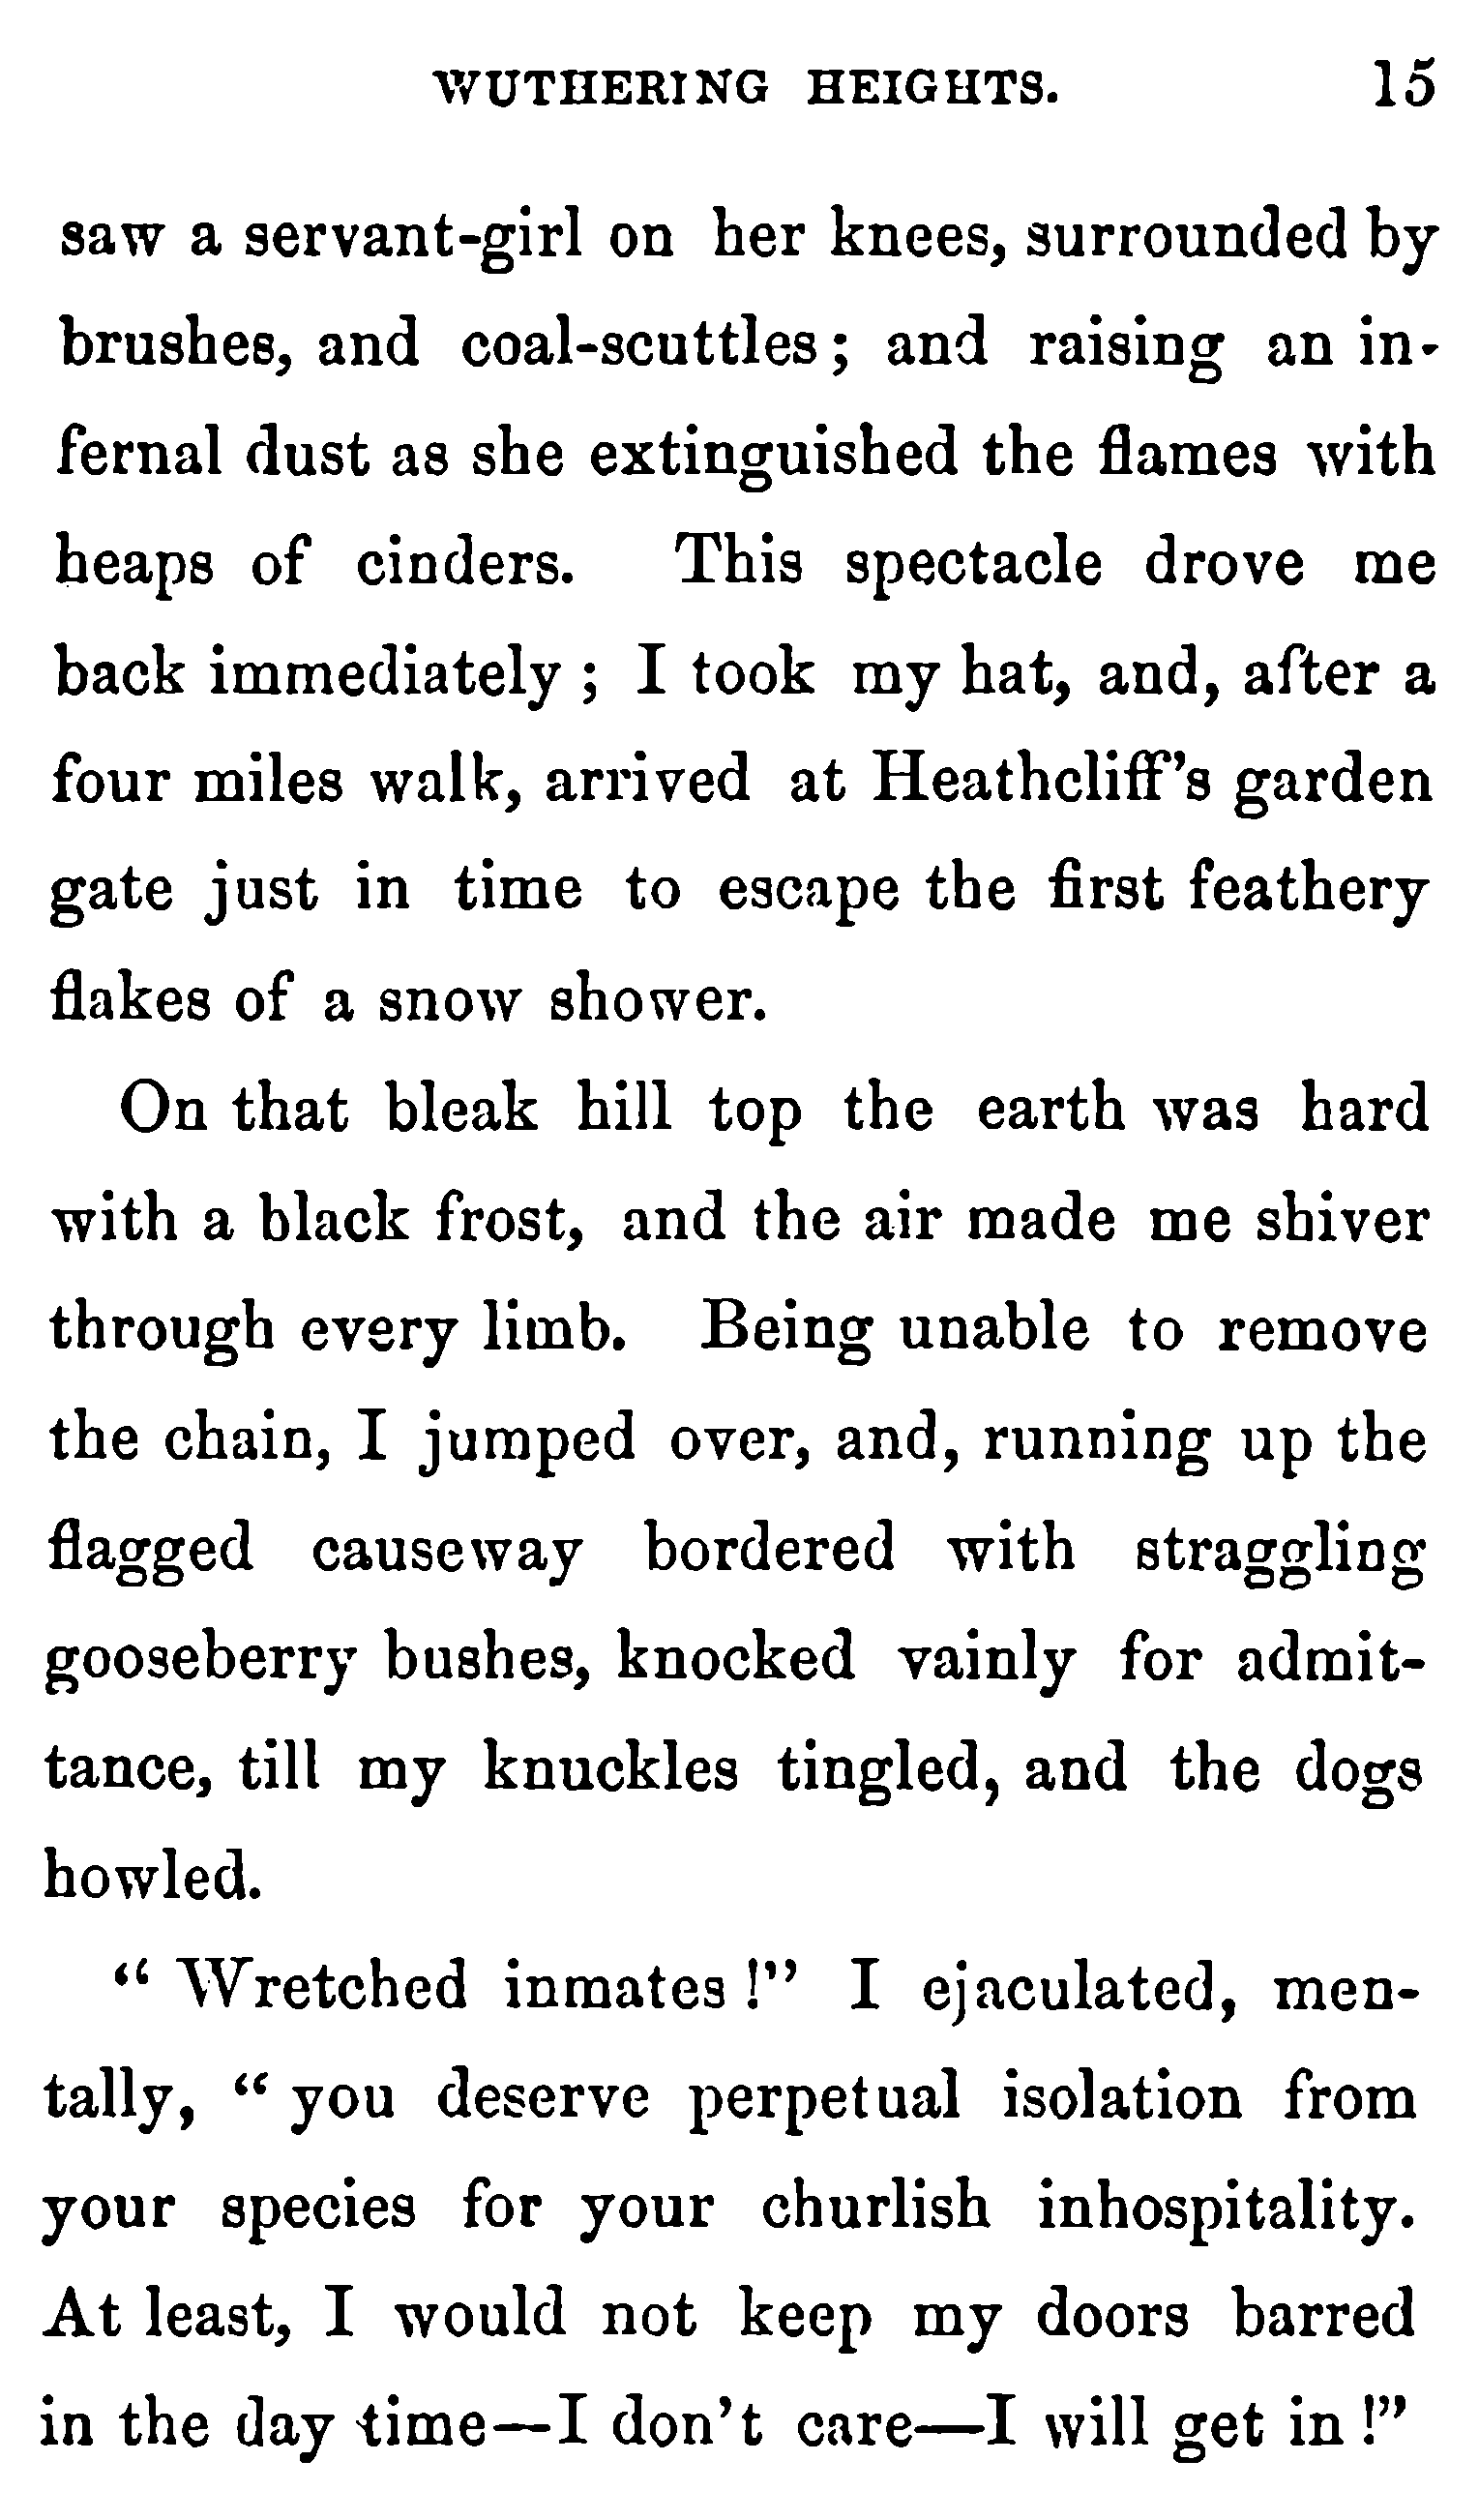 WUTHERING HEIGHTS. 15
saw a servant-girl on her knees, surrounded by
brushes, and coal-scuttles; and raising an in-
fernal dust as she extinguished the flames with
heaps of cinders. This spectacle drove me
back immediately; I took my hat, and, after a
four miles walk, arrived at Heathcliff's garden
gate just in time to escape the first feathery
flakes of a snow shower.
On that bleak hill top the earth was hard
with a black frost, and the air made me shiver
through every limb. Being unable to remove
the chain, I jumped over, and, running up the
flagged causeway bordered with straggling
gooseberry bushes, knocked vainly for admit-
tance, till my knuckles tingled, and the dogs
howled.
“Wretched inmates!” I ejaculated, men-
tally, “you deserve perpetual isolation from
your species for your churlish inhospitality.
At least, I would not keep my doors barred
in the day time—I don't care—I will get in!”